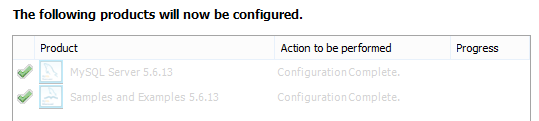 The following products will now be configured.
Product Action to be performed Progress
MySQL Server 5.6.13 Configuration Complete.
Samples and Examples 5.6.13 Configuration Complete.